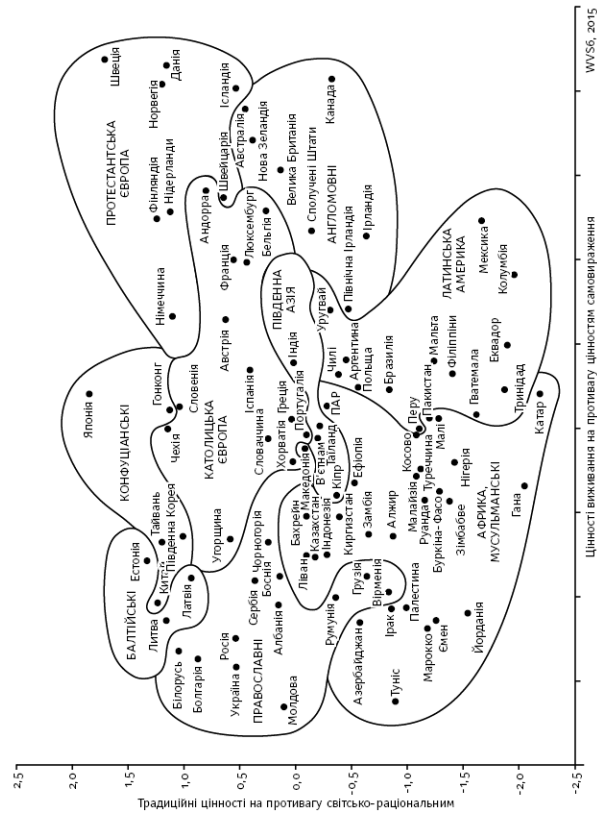 WVS6, 2015
Швеція
Данія
Норвегія
ПРОТЕСТАНТСЬКА
ЄВРОПА
Фінляндія
Нідерланди
Ісландія
Австралія
Нова Зеландія
Канада
Швейцарія
Велика Британія
Сполучені Штати
АНГЛОМОВНІ
Ірландія
Північна Ірландія
Андорра
Люксембург
Бельгія
Франція
Німеччина
Австрія
ПІВДЕННА
АЗІЯ
Уругвай
Індія
ЛАТИНСЬКА
АМЕРИКА
Мексика
Колумбія
Чилі
Аргентина
Польща
Бразилія
Мальта
Філіппіни
Еквадор
Гватемала
Тринідад
Катар
Японія
КОНФУЦІАНСЬКІ
Гонконг
Словенія
Чехія
КАТОЛИЦЬКА
ЄВРОПА
Іспанія
Словаччина
Греція
Хорватія
Португалія
ПАР
Македонія
В'єтнам
Таїланд
Кіпр
Ефіопія
Перу
Пакистан
Косово
Малі
Туреччина
Малайзія
Руанда
Буркіна-Фасо
Нігерія
Зімбабве
АФРИКА,
МУСУЛЬМАНСЬКІ
Гана
Тайвань
Південна Корея
Китай
Естонія
БАЛТІЙСЬКІ
Литва
Латвія
Угорщина
Чорногорія
Боснія
Сербія
Албанія
Бахрейн
Казахстан
Індонезія
Ліван
Киргизстан
Замбія
Алжир
Грузія
Вірменія
Румунія
Ірак
Палестина
Азербайджан
Марокко
Ємен
Йорданія
Туніс
Білорусь
Болгарія
Росія
Україна
ПРАВОСЛАВНІ
Молдова
2,5
2,0
1,5
1,0
0,5
0,0
-0,5
-1,0
-1,5
-2,0
-2,5
Традиційні цінності на противагу світсько-раціональним
Цінності виживання на противагу цінностям самовираження